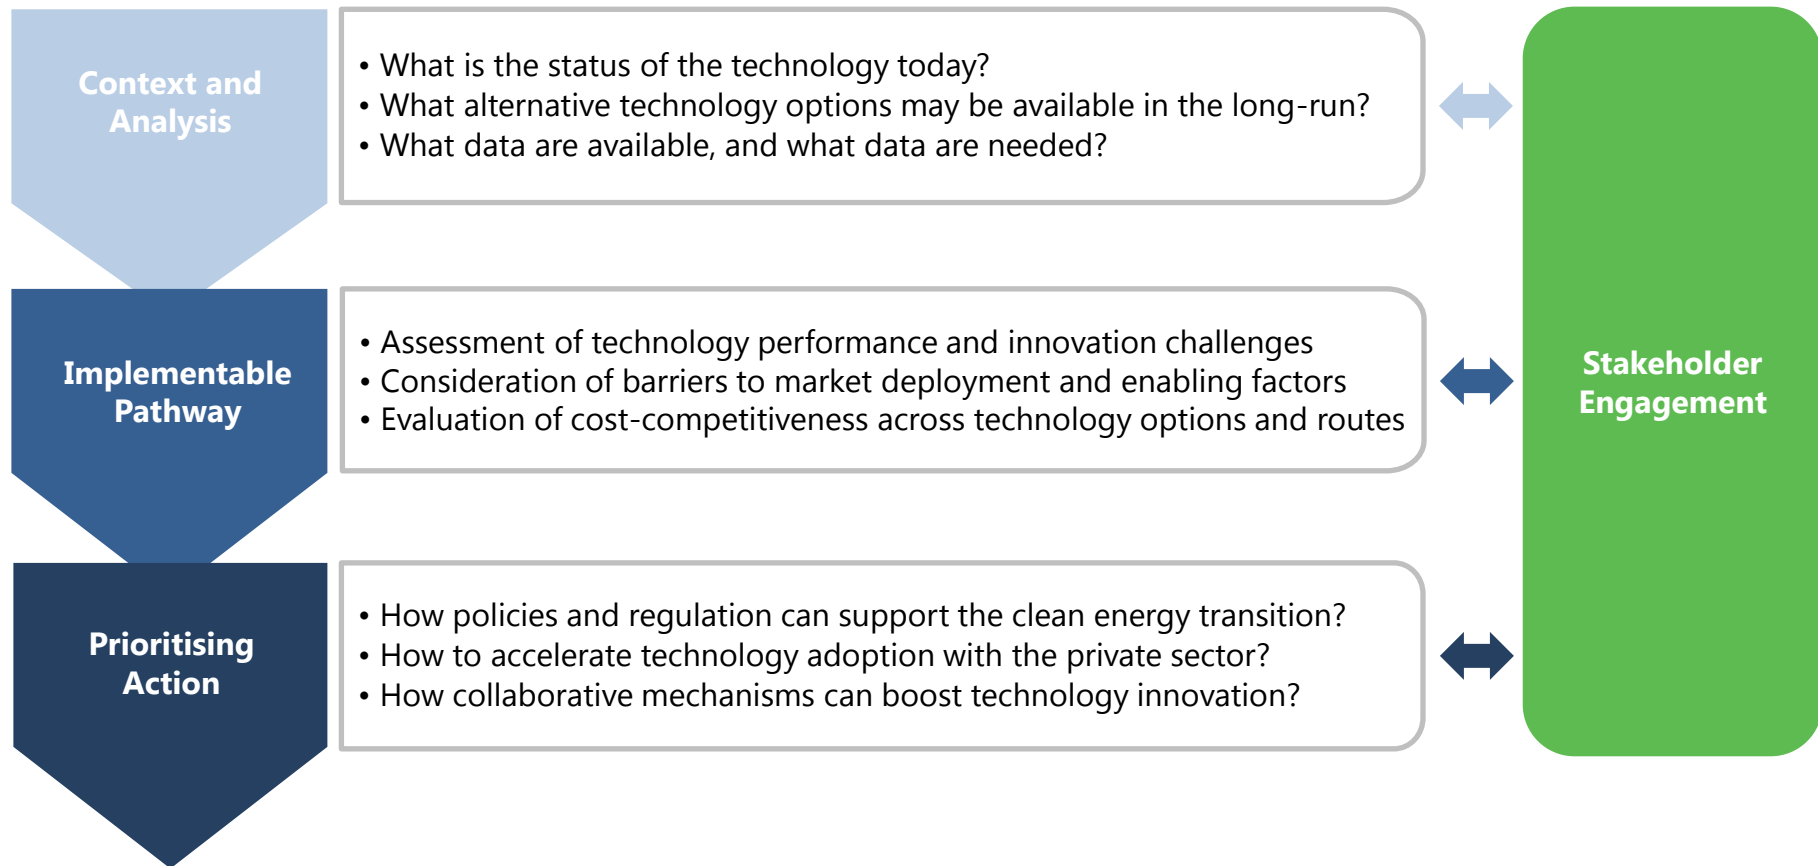 Context and
Analysis
• What is the status of the technology today?
• What alternative technology options may be available in the long-run?
• What data are available, and what data are needed?
Implementable
Pathway
• Assessment of technology performance and innovation challenges
• Consideration of barriers to market deployment and enabling factors
• Evaluation of cost-competitiveness across technology options and routes
Prioritising
Action
• How policies and regulation can support the clean energy transition?
• How to accelerate technology adoption with the private sector?
• How collaborative mechanisms can boost technology innovation?
Stakeholder
Engagement